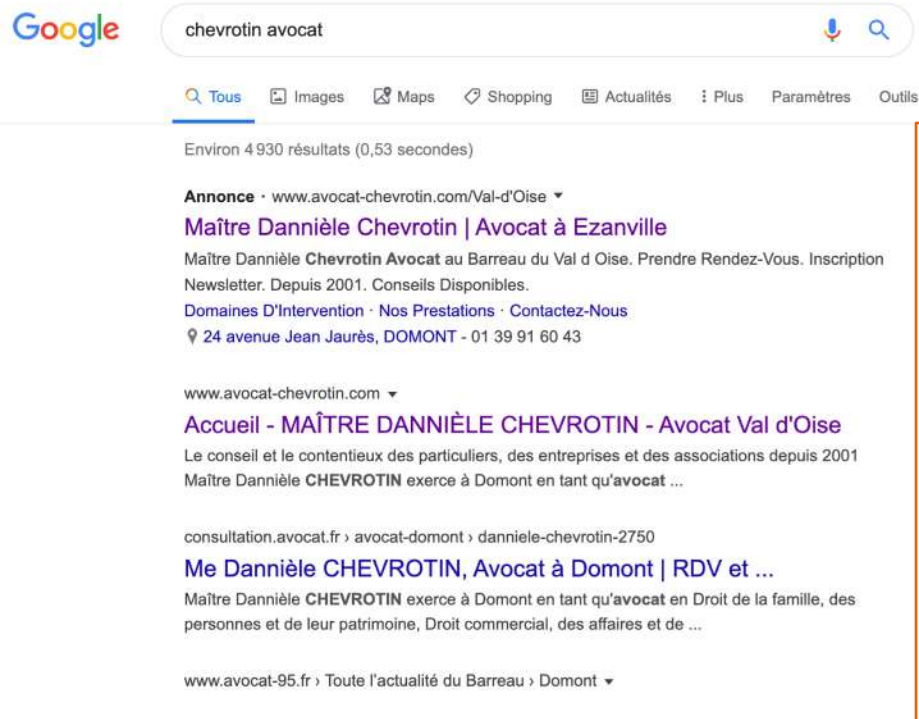 Google
chevrotin avocat
Tous Images Maps Shopping Actualités Plus Paramètres Outils
Environ 4 930 résultats (0,53 secondes)
Annonce · www.avocat-chevrotin.com/Val-d'Oise
Maître Dannièle Chevrotin | Avocat à Ezanville
Maître Dannièle Chevrotin Avocat au Barreau du Val d Oise. Prendre Rendez-Vous. Inscription
Newsletter. Depuis 2001. Conseils Disponibles.
Domaines D'Intervention · Nos Prestations · Contactez-Nous
24 avenue Jean Jaurès, DOMONT - 01 39 91 60 43
www.avocat-chevrotin.com
Accueil - MAÎTRE DANNIÈLE CHEVROTIN - Avocat Val d'Oise
Le conseil et le contentieux des particuliers, des entreprises et des associations depuis 2001
Maître Dannièle CHEVROTIN exerce à Domont en tant qu'avocat ...
consultation.avocat.fr › avocat-domont › danniele-chevrotin-2750
Me Dannièle CHEVROTIN, Avocat à Domont | RDV et ...
Maître Dannièle CHEVROTIN exerce à Domont en tant qu'avocat en Droit de la famille, des
personnes et de leur patrimoine, Droit commercial, des affaires et de ...
www.avocat-95.fr › Toute l'actualité du Barreau › Domont